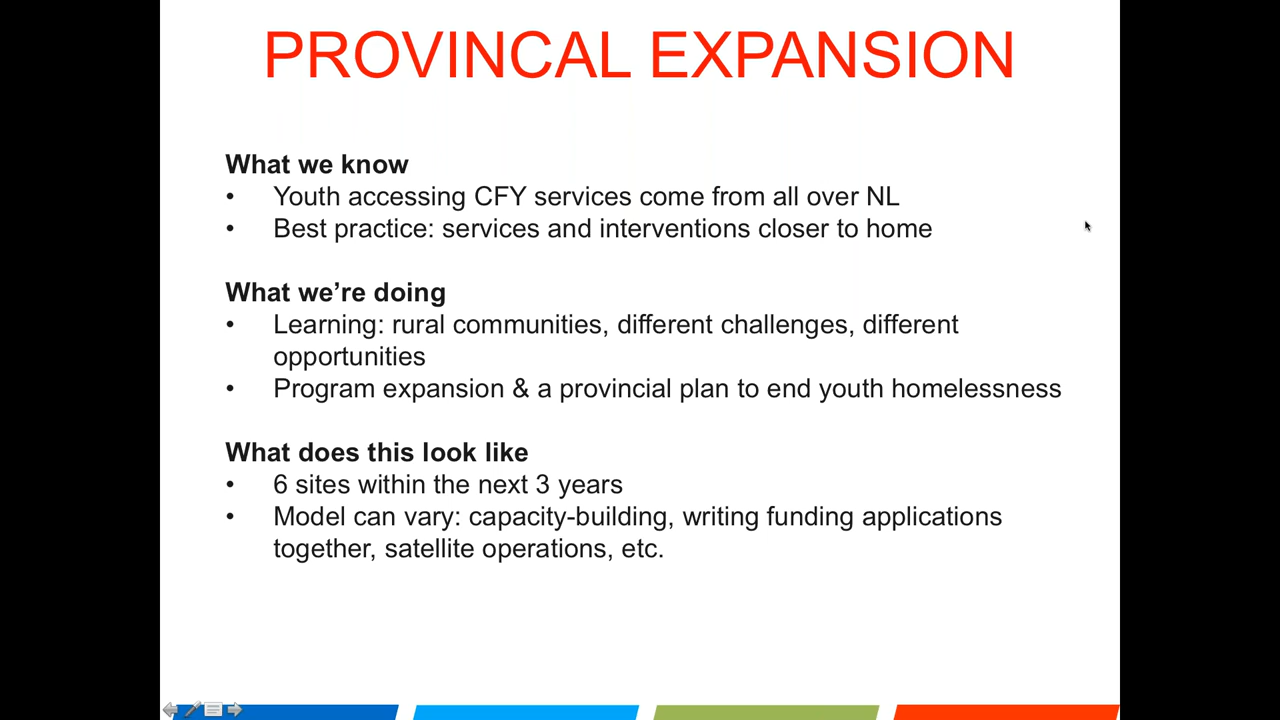 PROVINCAL EXPANSION
What we know
• Youth accessing CFY services come from all over NL
• Best practice: services and interventions closer to home
What we’re doing
• Learning: rural communities, different challenges, different
opportunities
• Program expansion & a provincial plan to end youth homelessness
What does this look like
• 6 sites within the next 3 years
• Model can vary: capacity-building, writing funding applications
together, satellite operations, etc.